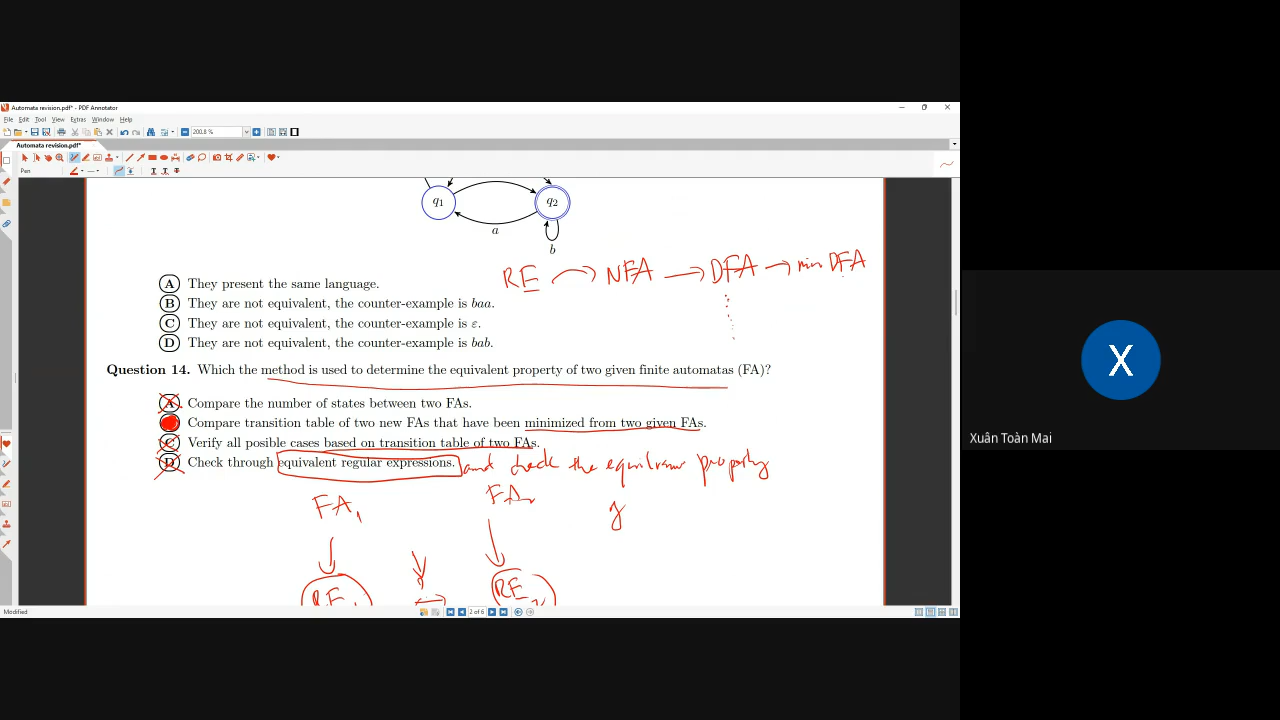 Automata revision.pdf* - PDF Annotator
File Edit Tool View Extras Window Help
200.8 %
Automata revision.pdf*
Pen
q1 q2
a
b
RE → NFA → DFA → min DFA
A They present the same language.
B They are not equivalent, the counter-example is baa.
C They are not equivalent, the counter-example is ε.
D They are not equivalent, the counter-example is bab.
Question 14. Which the method is used to determine the equivalent property of two given finite automatas (FA)?
A Compare the number of states between two FAs.
Compare transition table of two new FAs that have been minimized from two given FAs.
C Verify all posible cases based on transition table of two FAs.
D Check through equivalent regular expressions. and check the property
FA1 FA2
RE1 RE2
Modified
2 of 6
X
Xuân Toàn Mai